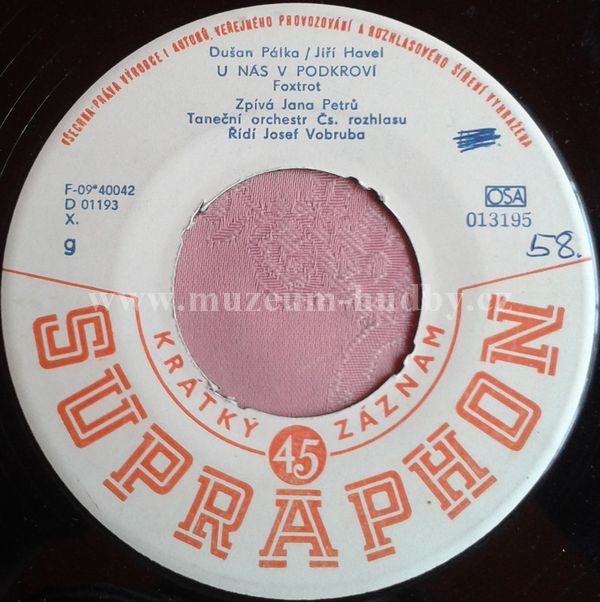 VŠECHNA PRÁVA VÝROBCE I AUTORŮ, VEŘEJNÉHO PROVOZOVÁNÍ A ROZHLASOVÉHO ŠÍŘENÍ VYHRAŽENA
Dušan Pálka/Jiří Havel
U NÁS V PODKROVÍ
Foxtrot
Zpívá Jana Petrů
Taneční orchestr Čs. rozhlasu
Řídí Josef Vobruba
F-09*40042
D 01193
X.
g
OSA
013195
58.
www.muzeum-hudby.cz
KRÁTKÝ 45 ZÁZNAM
SUPRAPHON